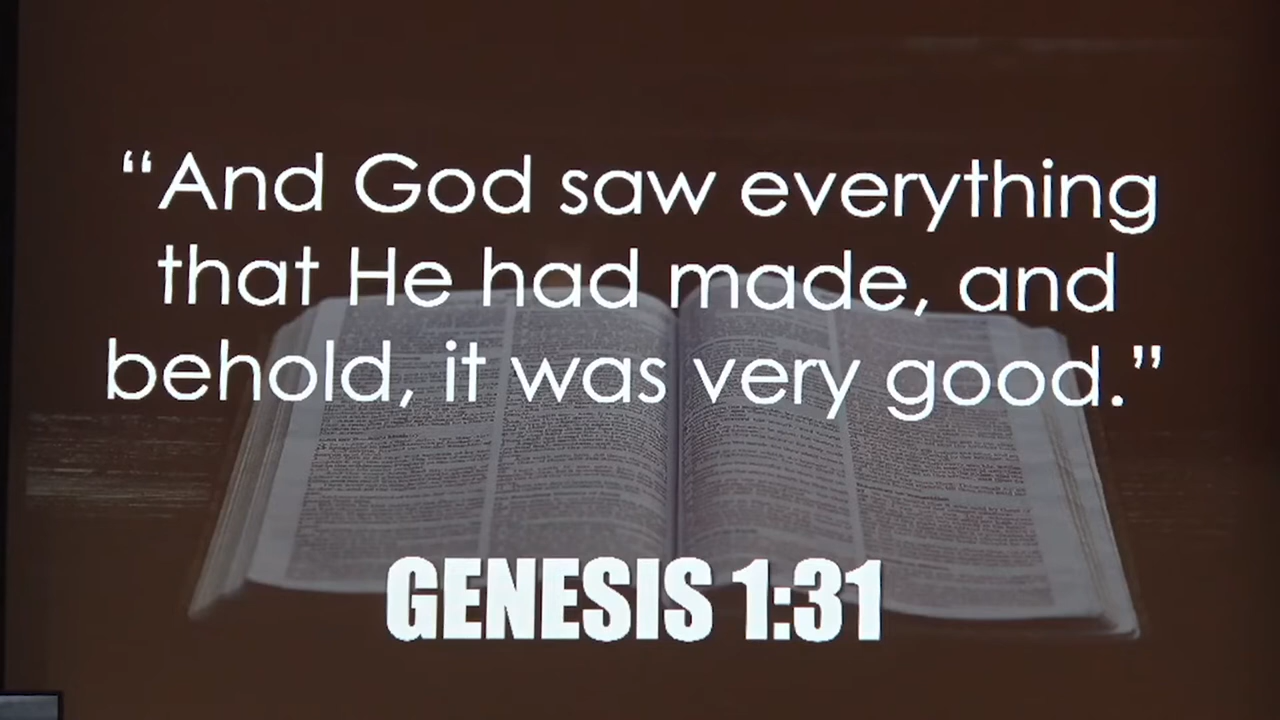 “And God saw everything
that He had made, and
behold, it was very good.”
GENESIS 1:31